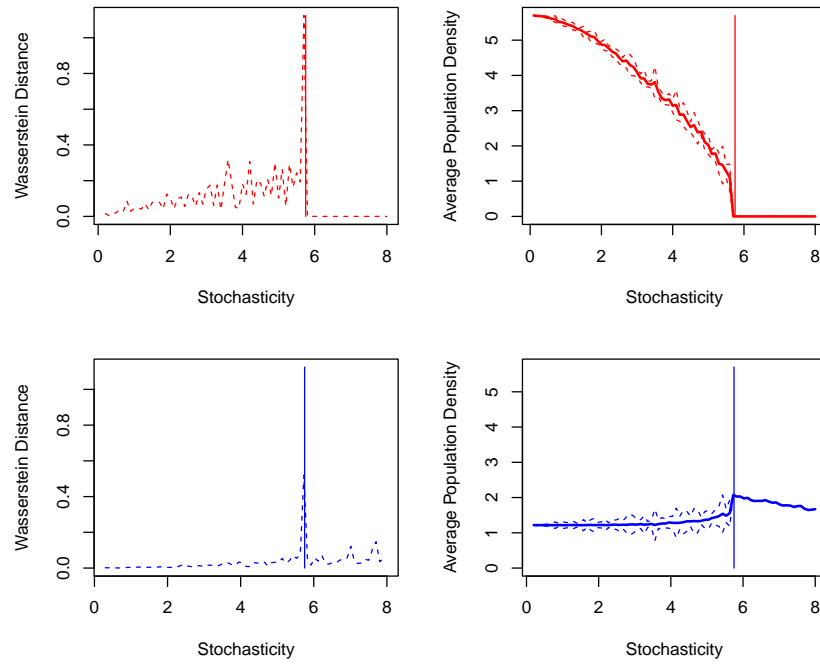 Wasserstein Distance
0.0 0.4 0.8
0 2 4 6 8
Stochasticity
Average Population Density
0 1 2 3 4 5
0 2 4 6 8
Stochasticity
Wasserstein Distance
0.0 0.4 0.8
0 2 4 6 8
Stochasticity
Average Population Density
0 1 2 3 4 5
0 2 4 6 8
Stochasticity